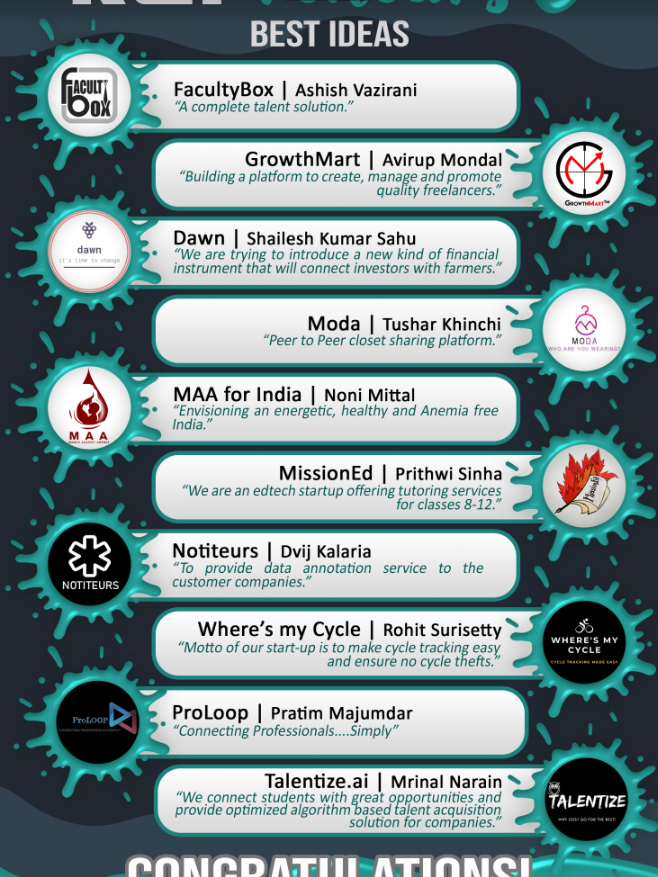 BEST IDEAS
FACULTY
BOX
FacultyBox | Ashish Vazirani
“A complete talent solution.”
GrowthMart | Avirup Mondal
“Building a platform to create, manage and promote
quality freelancers.”
GROWTHMART™
dawn
it's time to change
Dawn | Shailesh Kumar Sahu
“We are trying to introduce a new kind of financial
instrument that will connect investors with farmers.”
Moda | Tushar Khinchi
“Peer to Peer closet sharing platform.”
MODA
WHO ARE YOU WEARING?
MAA
MAA for India | Noni Mittal
“Envisioning an energetic, healthy and Anemia free
India.”
MissionEd | Prithwi Sinha
“We are an edtech startup offering tutoring services
for classes 8-12.”
MissionEd
NOTITEURS
Notiteurs | Dvij Kalaria
“To provide data annotation service to the
customer companies.”
Where’s my Cycle | Rohit Surisetty
“Motto of our start-up is to make cycle tracking easy
and ensure no cycle thefts.”
WHERE'S MY
CYCLE
CYCLE TRACKING MADE EASY
ProLOOP
ProLoop | Pratim Majumdar
“Connecting Professionals....Simply”
Talentize.ai | Mrinal Narain
“We connect students with great opportunities and
provide optimized algorithm based talent acquisition
solution for companies.”
TALENTIZE
WHY JUST GO FOR THE BEST!
CONGRATULATIONS!